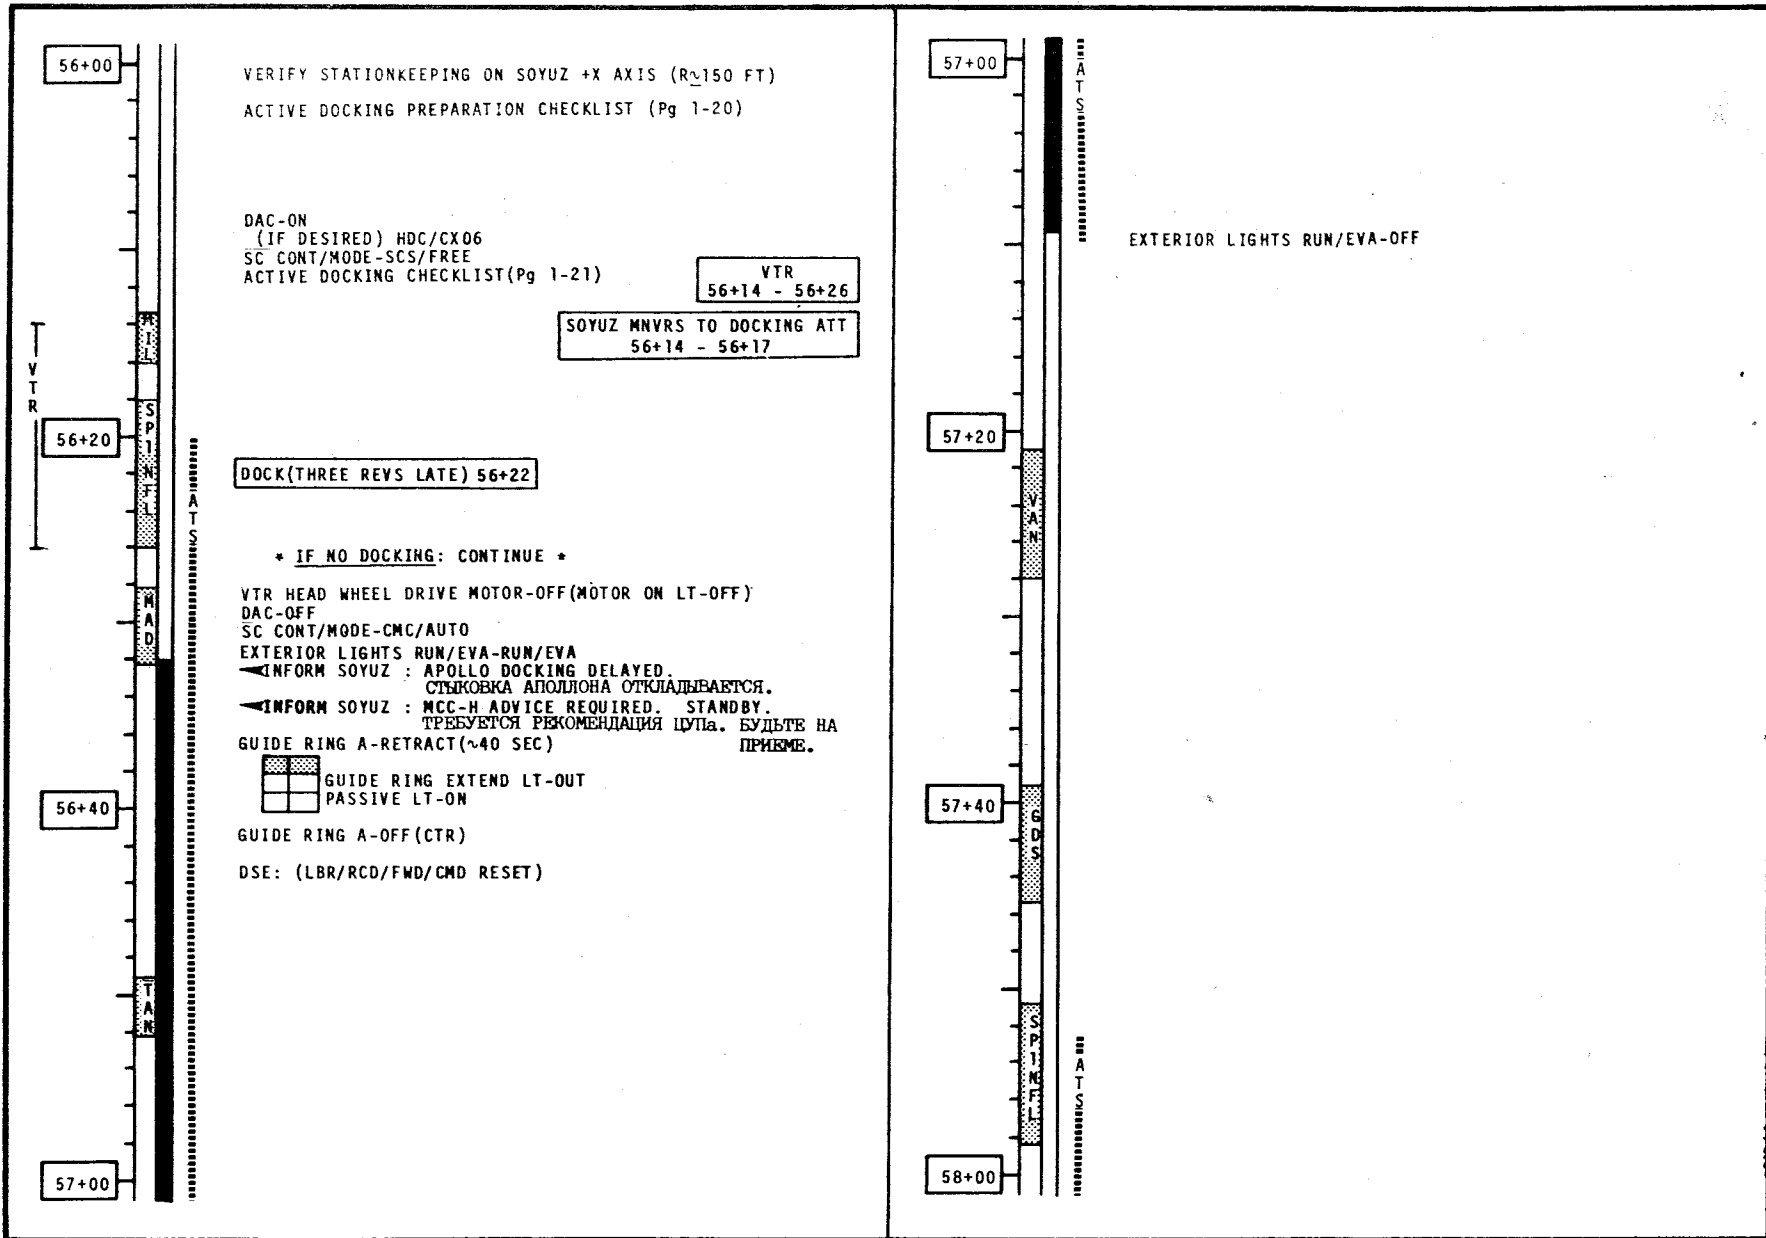 56+00
VERIFY STATIONKEEPING ON SOYUZ +X AXIS (R~150 FT)
ACTIVE DOCKING PREPARATION CHECKLIST (Pg 1-20)
DAC-ON
(IF DESIRED) HDC/CX06
SC CONT/MODE-SCS/FREE
ACTIVE DOCKING CHECKLIST(Pg 1-21)
VTR
56+14 - 56+26
SOYUZ MNVRS TO DOCKING ATT
56+14 - 56+17
MIL
VTR
SPINFL
56+20
DOCK(THREE REVS LATE) 56+22
ATS
* IF NO DOCKING: CONTINUE *
VTR HEAD WHEEL DRIVE MOTOR-OFF(MOTOR ON LT-OFF)
DAC-OFF
SC CONT/MODE-CMC/AUTO
MAD
EXTERIOR LIGHTS RUN/EVA-RUN/EVA
INFORM SOYUZ : APOLLO DOCKING DELAYED.
СТЫКОВКА АПОЛЛОНА ОТКЛАДЫВАЕТСЯ.
INFORM SOYUZ : MCC-H ADVICE REQUIRED. STANDBY.
ТРЕБУЕТСЯ РЕКОМЕНДАЦИЯ ЦУПа. БУДЬТЕ НА
ПРИЕМЕ.
GUIDE RING A-RETRACT(~40 SEC)
GUIDE RING EXTEND LT-OUT
PASSIVE LT-ON
56+40
GUIDE RING A-OFF(CTR)
DSE: (LBR/RCD/FWD/CMD RESET)
TAN
57+00
57+00
ATS
EXTERIOR LIGHTS RUN/EVA-OFF
57+20
VAN
57+40
GDS
SPINFL
ATS
58+00